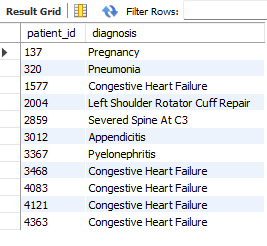 Result Grid Filter Rows:
patient_id diagnosis
137 Pregnancy
320 Pneumonia
1577 Congestive Heart Failure
2004 Left Shoulder Rotator Cuff Repair
2859 Severed Spine At C3
3012 Appendicitis
3367 Pyelonephritis
3468 Congestive Heart Failure
4083 Congestive Heart Failure
4121 Congestive Heart Failure
4363 Congestive Heart Failure